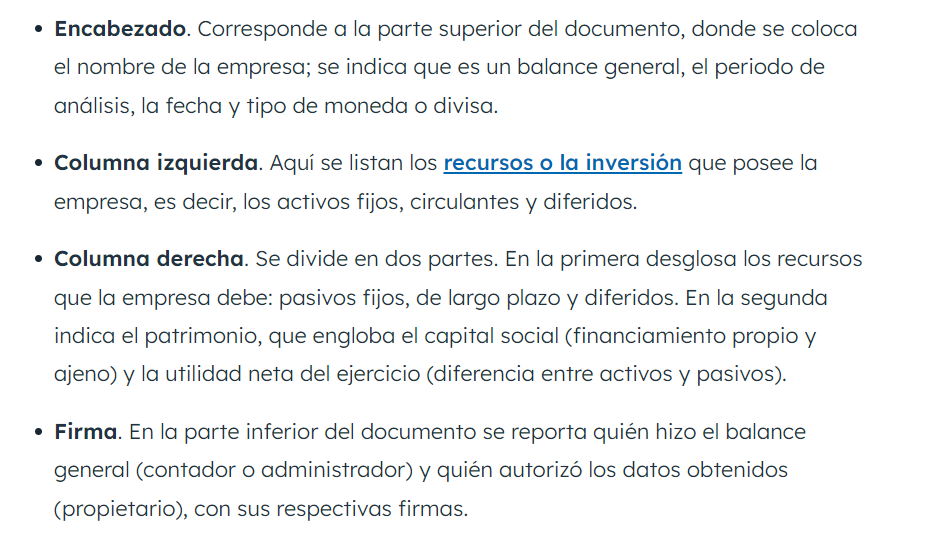 • Encabezado. Corresponde a la parte superior del documento, donde se coloca
el nombre de la empresa; se indica que es un balance general, el periodo de
análisis, la fecha y tipo de moneda o divisa.
• Columna izquierda. Aquí se listan los recursos o la inversión que posee la
empresa, es decir, los activos fijos, circulantes y diferidos.
• Columna derecha. Se divide en dos partes. En la primera desglosa los recursos
que la empresa debe: pasivos fijos, de largo plazo y diferidos. En la segunda
indica el patrimonio, que engloba el capital social (financiamiento propio y
ajeno) y la utilidad neta del ejercicio (diferencia entre activos y pasivos).
• Firma. En la parte inferior del documento se reporta quién hizo el balance
general (contador o administrador) y quién autorizó los datos obtenidos
(propietario), con sus respectivas firmas.